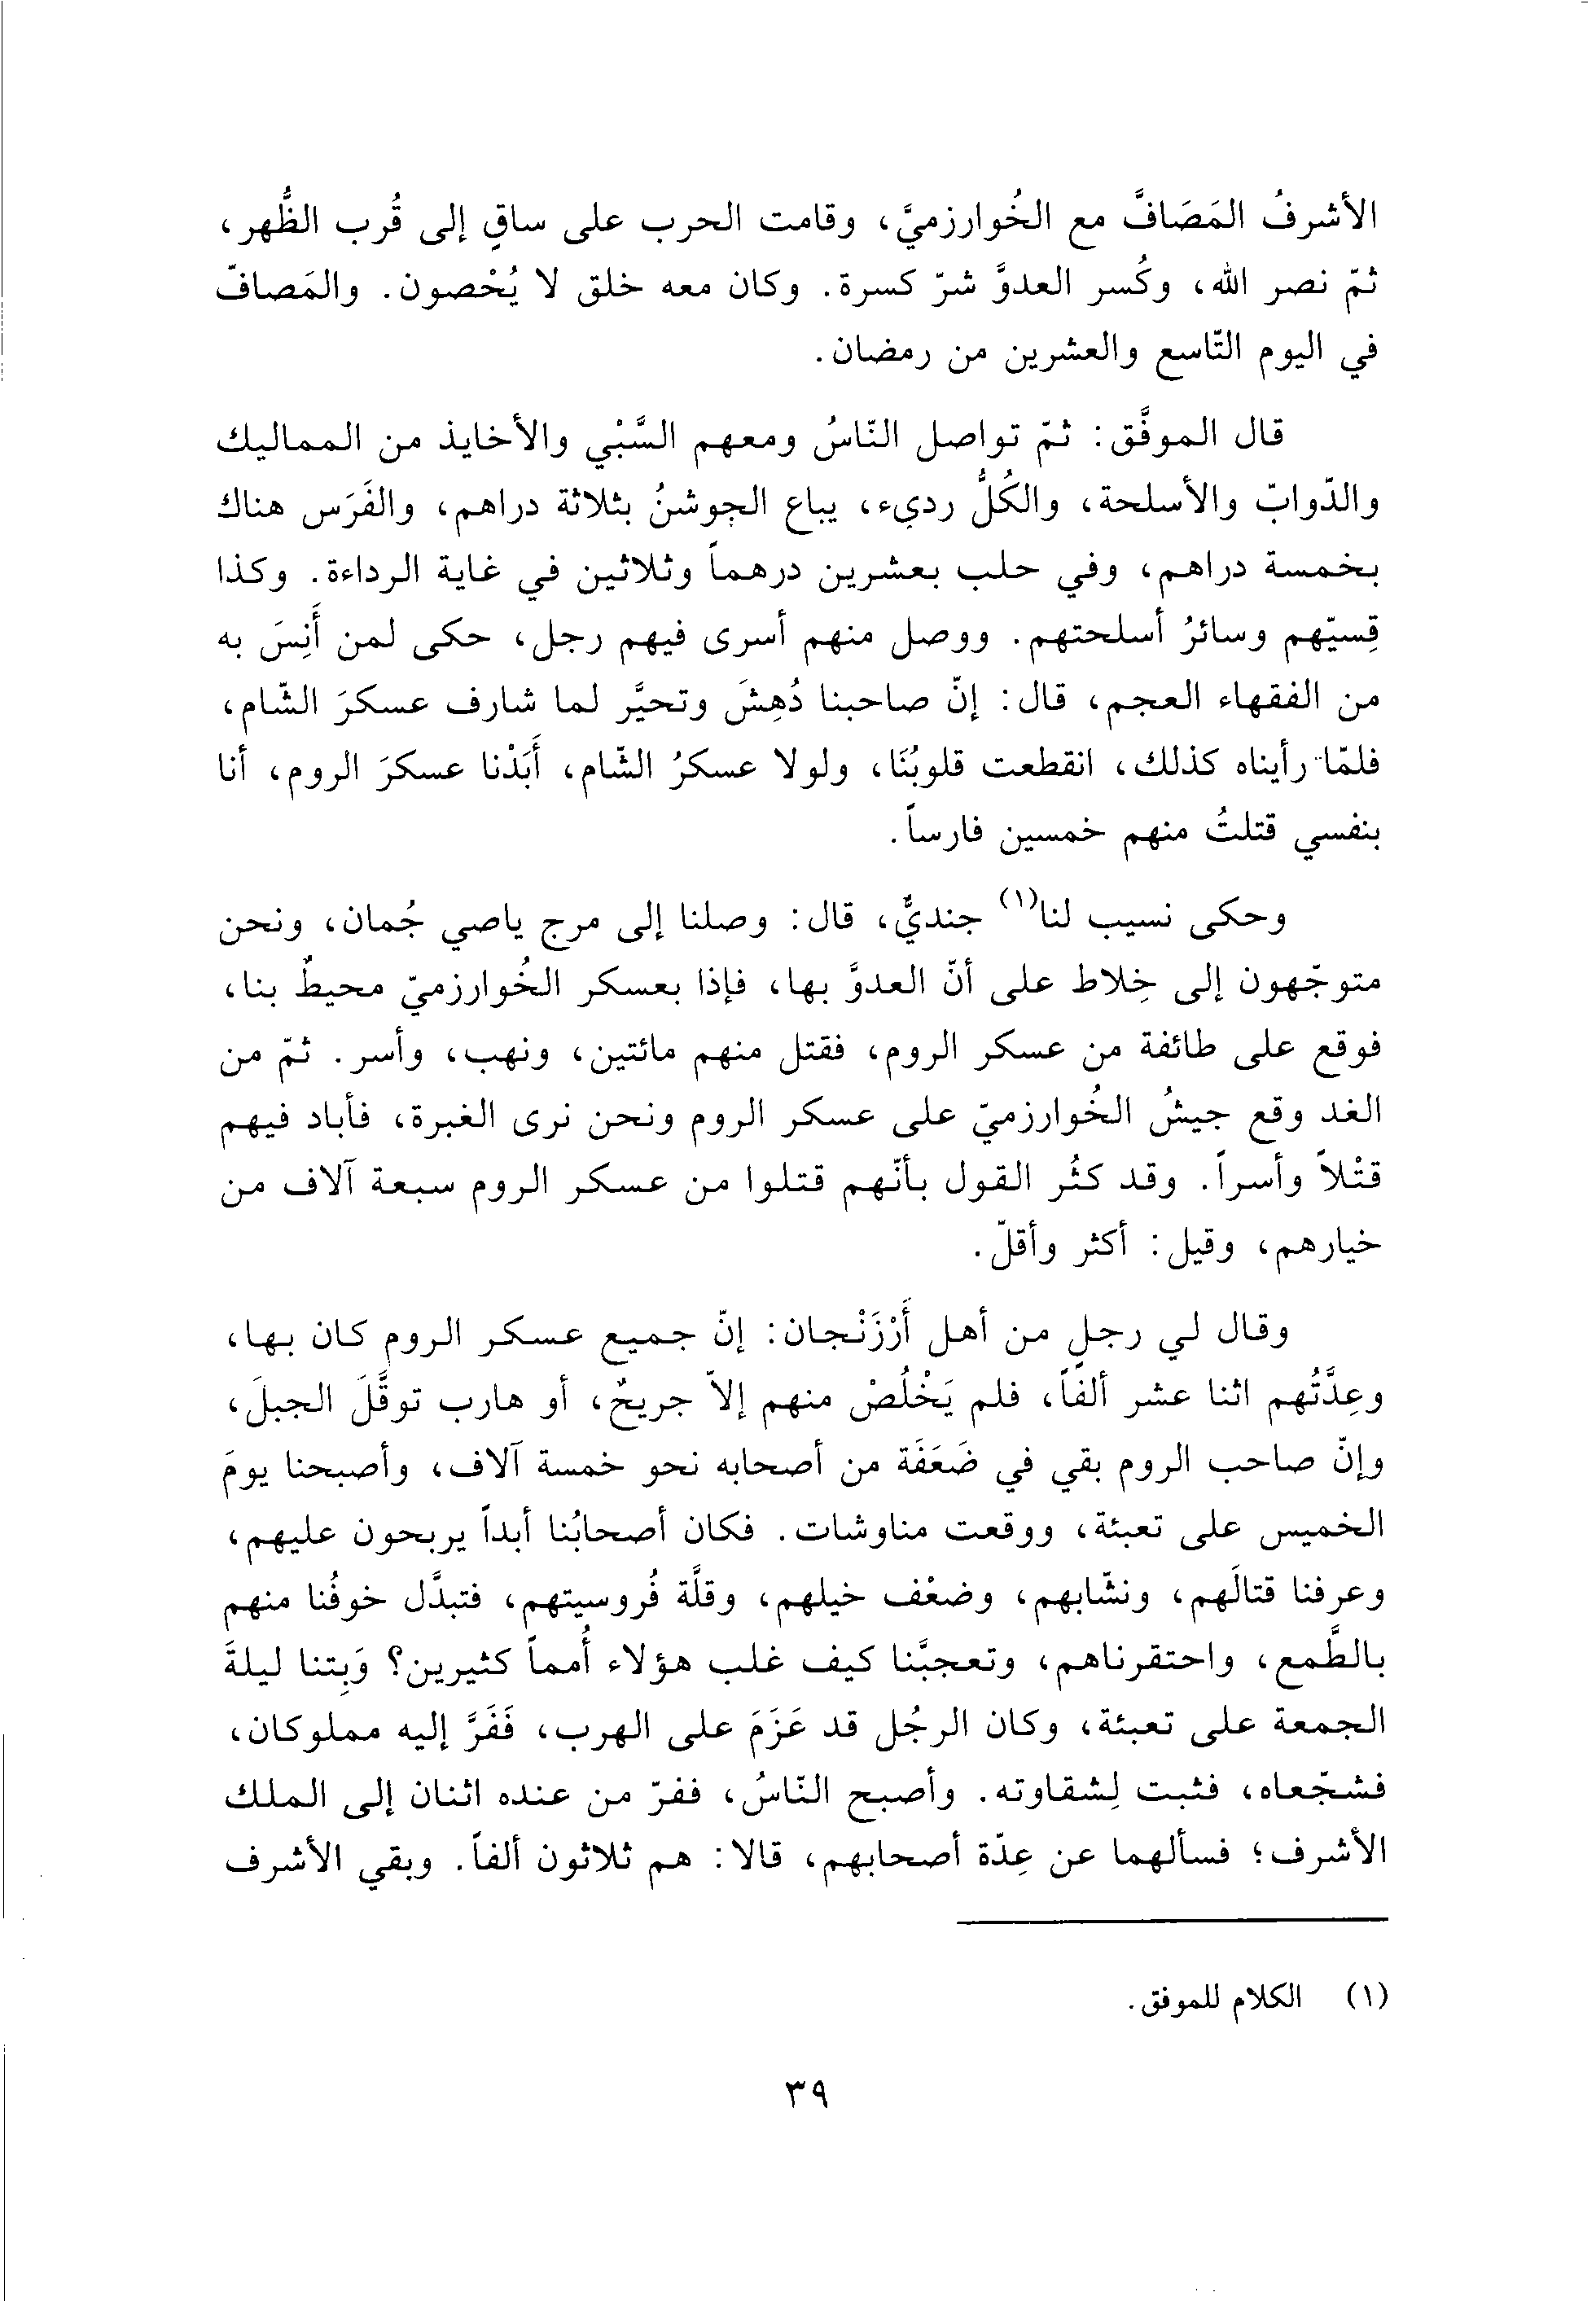 الأشرفُ المَصَافَّ مع الخُوارزميَّ، وقامت الحرب على ساقٍ إلى قُرب الظُّهر،
ثمّ نصر الله، وكُسر العدوَّ شرّ كسرة. وكان معه خلق لا يُحْصون. والمَصافّ
في اليوم التّاسع والعشرين من رمضان.
قال الموفَّق: ثمّ تواصل النّاسُ ومعهم السَّبْي والأخايذ من المماليك
والدّوابّ والأسلحة، والكُلُّ رديء، يباع الجوشنُ بثلاثة دراهم، والفَرَس هناك
بخمسة دراهم، وفي حلب بعشرين درهماً وثلاثين في غاية الرداءة. وكذا
قِسيّهم وسائرُ أسلحتهم. ووصل منهم أسرى فيهم رجل، حكى لمن أَنِسَ به
من الفقهاء العجم، قال: إنّ صاحبنا دُهِشَ وتحيَّر لما شارف عسكرَ الشّام،
فلمّا رأيناه كذلك، انقطعت قلوبُنَا، ولولا عسكرُ الشّام، أَبَدْنا عسكرَ الروم، أنا
بنفسي قتلتُ منهم خمسين فارساً.
وحكى نسيب لنا(١) جنديٌّ، قال: وصلنا إلى مرج ياصي جُمان، ونحن
متوجّهون إلى خِلاط على أنّ العدوَّ بها، فإذا بعسكر الخُوارزميّ محيطٌ بنا،
فوقع على طائفة من عسكر الروم، فقتل منهم مائتين، ونهب، وأسر. ثمّ من
الغد وقع جيشُ الخُوارزميّ على عسكر الروم ونحن نرى الغبرة، فأباد فيهم
قتْلاً وأسراً. وقد كثُر القول بأنّهم قتلوا من عسكر الروم سبعة آلاف من
خيارهم، وقيل: أكثر وأقلّ.
وقال لي رجلٍ من أهل أَرْزَنْجان: إنّ جميع عسكر الروم كان بها،
وعِدَّتُهم اثنا عشر ألفاً، فلم يَخْلُصْ منهم إلاّ جريحٌ، أو هارب توقَّلَ الجبلَ،
وإنّ صاحب الروم بقي في ضَعَفَة من أصحابه نحو خمسة آلاف، وأصبحنا يومَ
الخميس على تعبئة، ووقعت مناوشات. فكان أصحابُنا أبداً يربحون عليهم،
وعرفنا قتالَهم، ونشّابهم، وضعْف خيلهم، وقلَّة فُروسيتهم، فتبدَّل خوفُنا منهم
بالطَّمع، واحتقرناهم، وتعجبَّنا كيف غلب هؤلاء أُمماً كثيرين؟ وَبِتنا ليلةَ
الجمعة على تعبئة، وكان الرجُل قد عَزَمَ على الهرب، فَفَرَّ إليه مملوكان،
فشجّعاه، فثبت لِشقاوته. وأصبح النّاسُ، ففرّ من عنده اثنان إلى الملك
الأشرف؛ فسألهما عن عِدّة أصحابهم، قالا: هم ثلاثون ألفاً. وبقي الأشرف
(١) الكلام للموفق.
٣٩